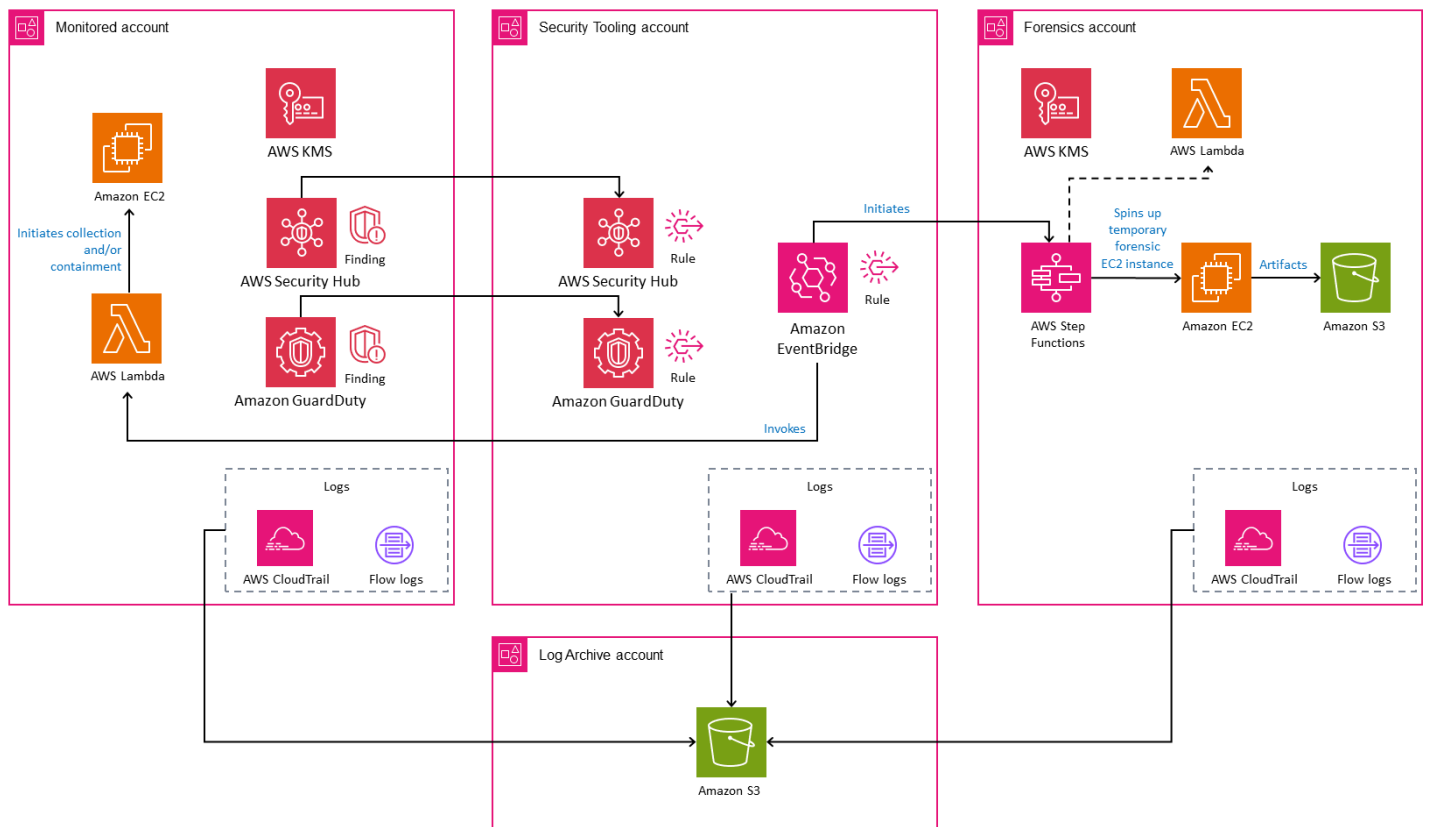 Monitored account
AWS KMS
Amazon EC2
Initiates collection
and/or
containment
Finding
AWS Security Hub
AWS Lambda
Finding
Amazon GuardDuty
Logs
AWS CloudTrail
Flow logs
Security Tooling account
Rule
AWS Security Hub
Rule
Amazon GuardDuty
Rule
Amazon
EventBridge
Invokes
Initiates
Logs
AWS CloudTrail
Flow logs
Forensics account
AWS KMS
AWS Lambda
Spins up
temporary
forensic
EC2 instance
Artifacts
AWS Step
Functions
Amazon EC2
Amazon S3
Logs
AWS CloudTrail
Flow logs
Log Archive account
Amazon S3